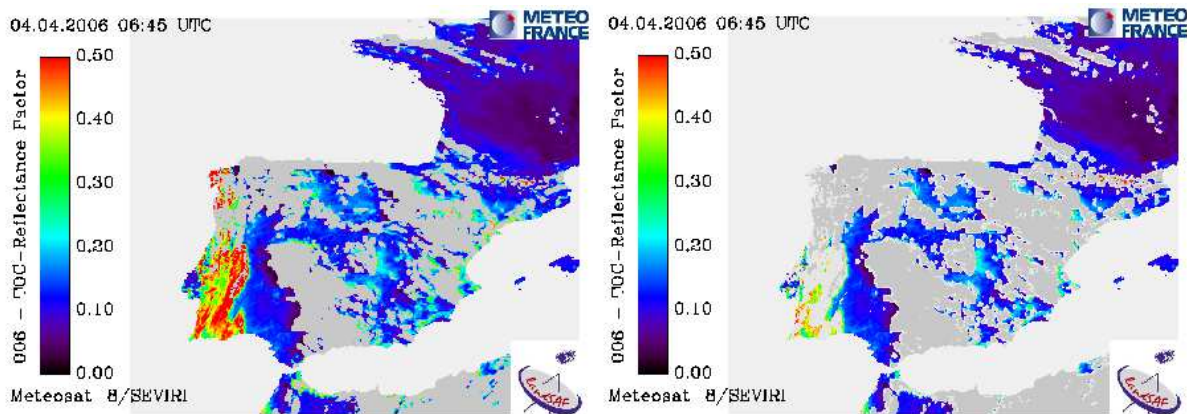 04.04.2006 06:45 UTC
METEO
FRANCE
006 - TOC-Reflectance Factor
0.50
0.40
0.30
0.20
0.10
0.00
Meteosat 8/SEVIRI
LandSAF
04.04.2006 06:45 UTC
METEO
FRANCE
006 - TOC-Reflectance Factor
0.50
0.40
0.30
0.20
0.10
0.00
Meteosat 8/SEVIRI
LandSAF